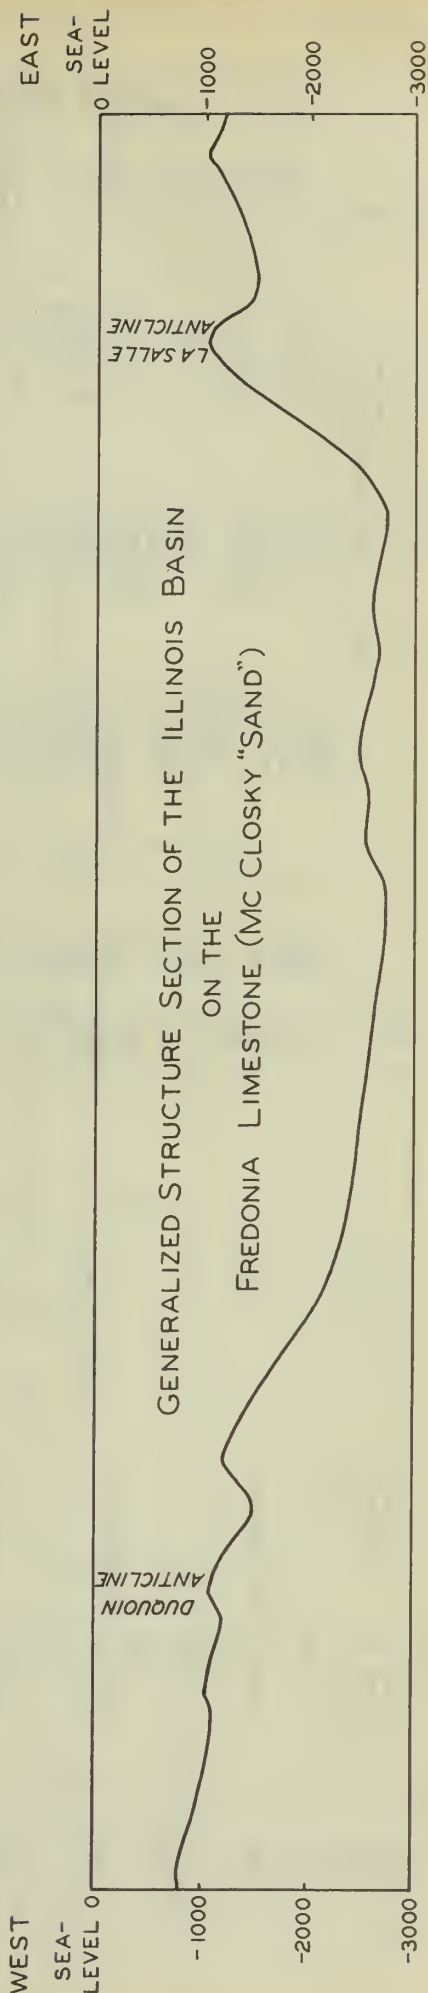 WEST
SEA-
LEVEL 0
-1000
-2000
-3000
DUQUOIN
ANTICLINE
GENERALIZED STRUCTURE SECTION OF THE ILLINOIS BASIN
ON THE
FREDONIA LIMESTONE (MC CLOSKY "SAND")
LA SALLE
ANTICLINE
EAST
SEA-
0 LEVEL
-1000
-2000
-3000